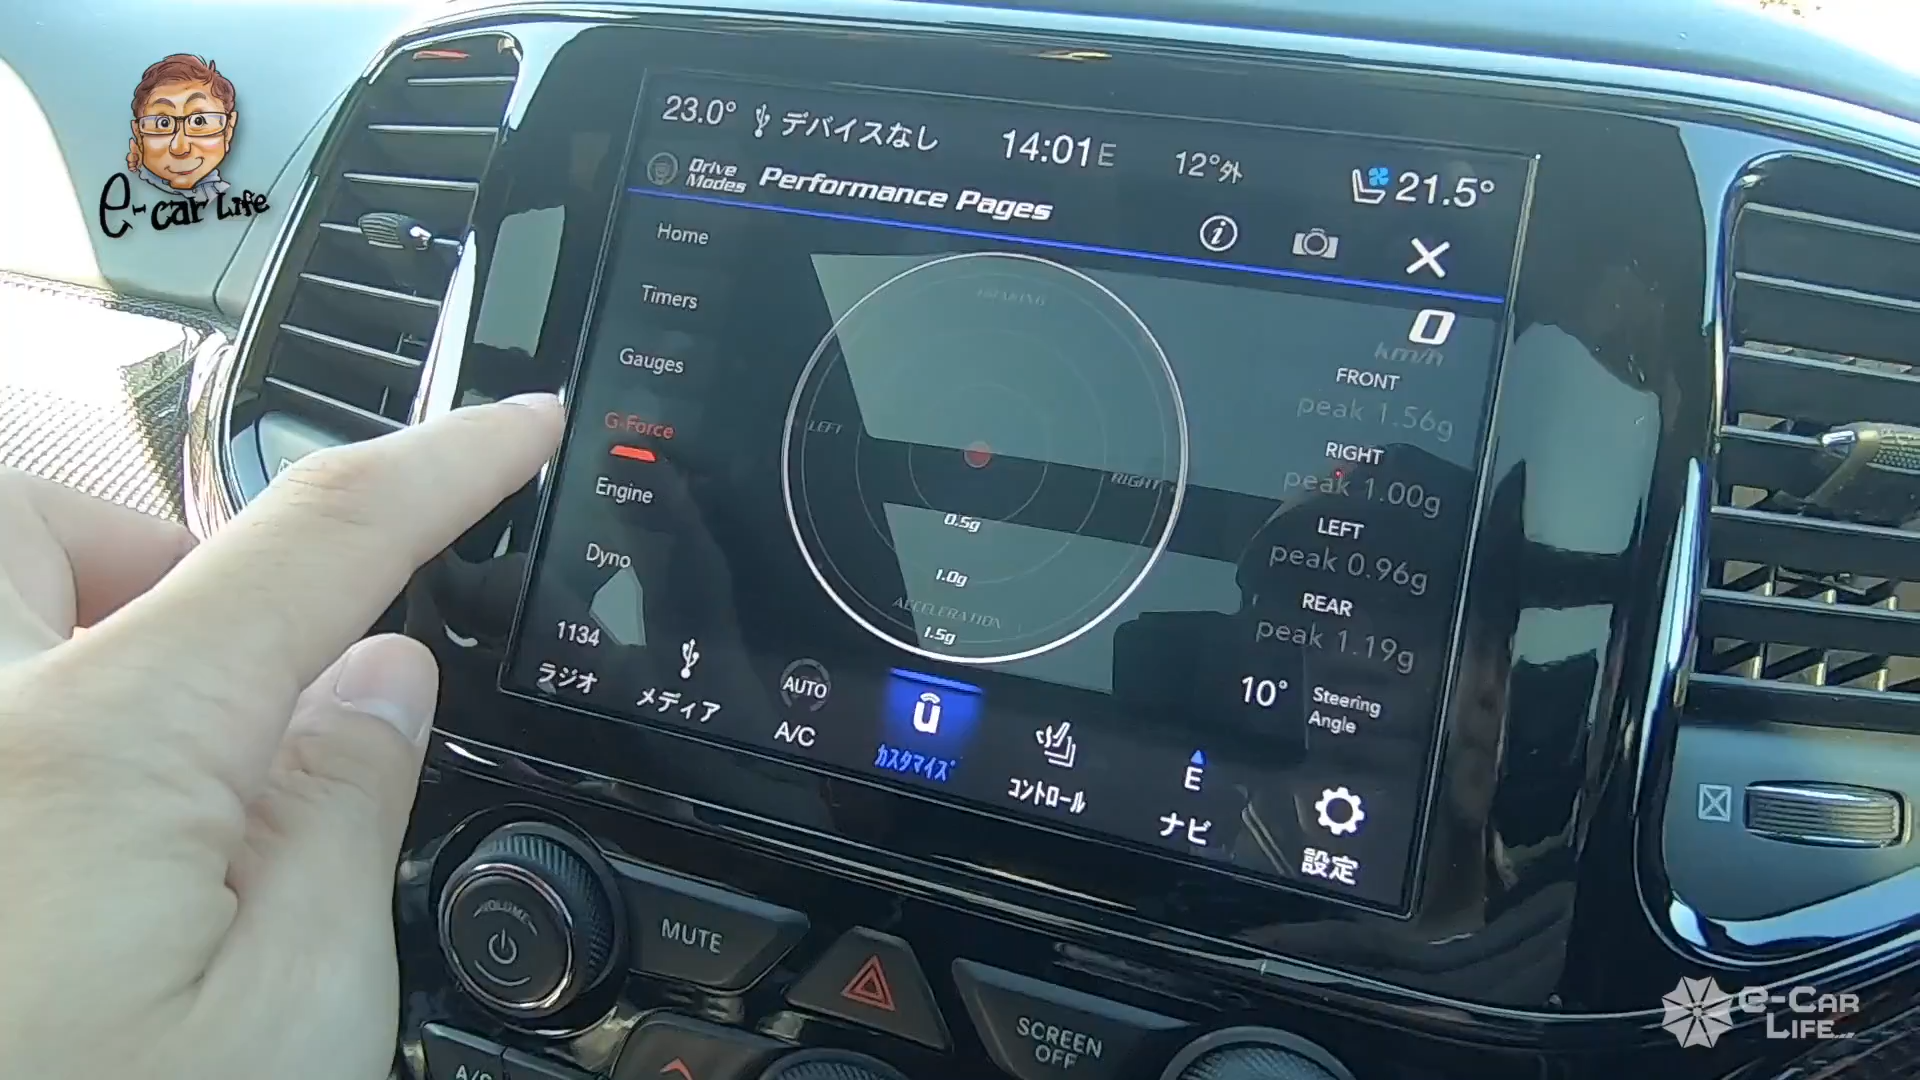 e-car Life
23.0° デバイスなし 14:01 E 12°外 21.5°
Drive Modes Performance Pages
Home
Timers
Gauges
G-Force
Engine
Dyno
BRAKING
LEFT
RIGHT
0.5g
1.0g
ACCELERATION
1.5g
0
km/h
FRONT
peak 1.56g
RIGHT
peak 1.00g
LEFT
peak 0.96g
REAR
peak 1.19g
10° Steering Angle
1134
ラジオ
メディア
AUTO
A/C
カスタマイズ
コントロール
E
ナビ
設定
VOLUME
MUTE
SCREEN
OFF
A/C
e-Car
Life...